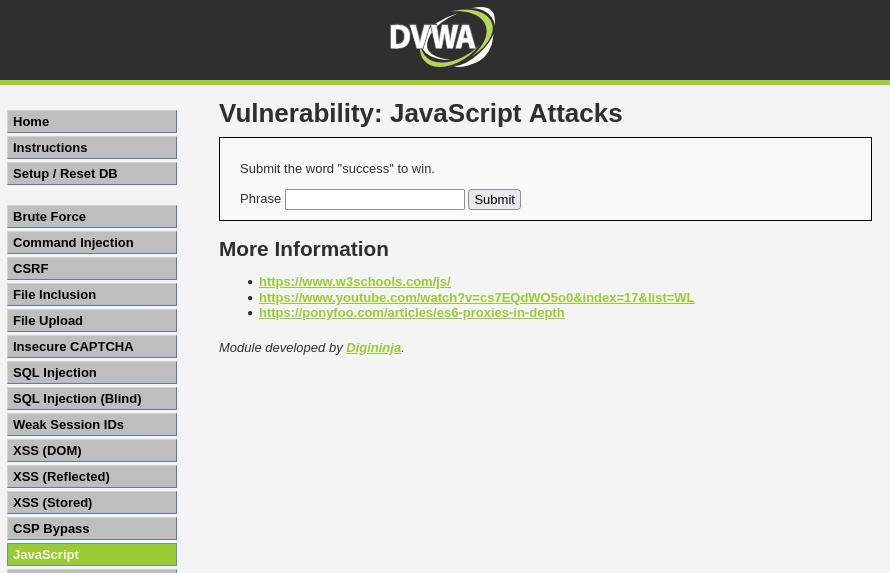 DVWA
Home
Instructions
Setup / Reset DB
Brute Force
Command Injection
CSRF
File Inclusion
File Upload
Insecure CAPTCHA
SQL Injection
SQL Injection (Blind)
Weak Session IDs
XSS (DOM)
XSS (Reflected)
XSS (Stored)
CSP Bypass
JavaScript
Vulnerability: JavaScript Attacks
Submit the word "success" to win.
Phrase Submit
More Information
https://www.w3schools.com/js/
https://www.youtube.com/watch?v=cs7EQdWO5o0&index=17&list=WL
https://ponyfoo.com/articles/es6-proxies-in-depth
Module developed by Digininja.